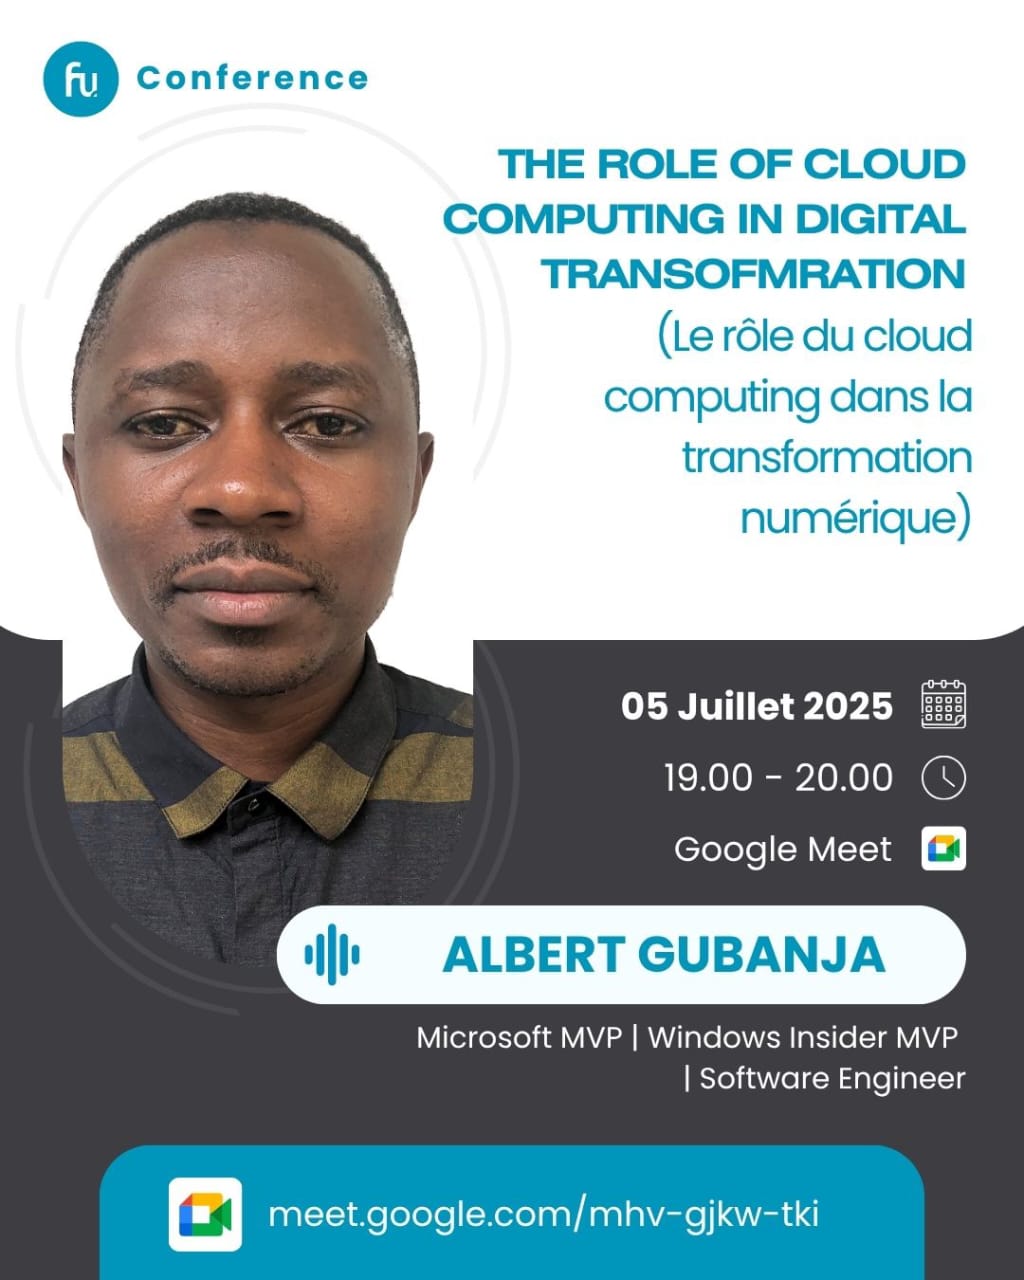 fu
Conference
THE ROLE OF CLOUD
COMPUTING IN DIGITAL
TRANSOFMRATION
(Le rôle du cloud
computing dans la
transformation
numérique)
05 Juillet 2025
19.00 - 20.00
Google Meet
ALBERT GUBANJA
Microsoft MVP | Windows Insider MVP
| Software Engineer
meet.google.com/mhv-gjkw-tki